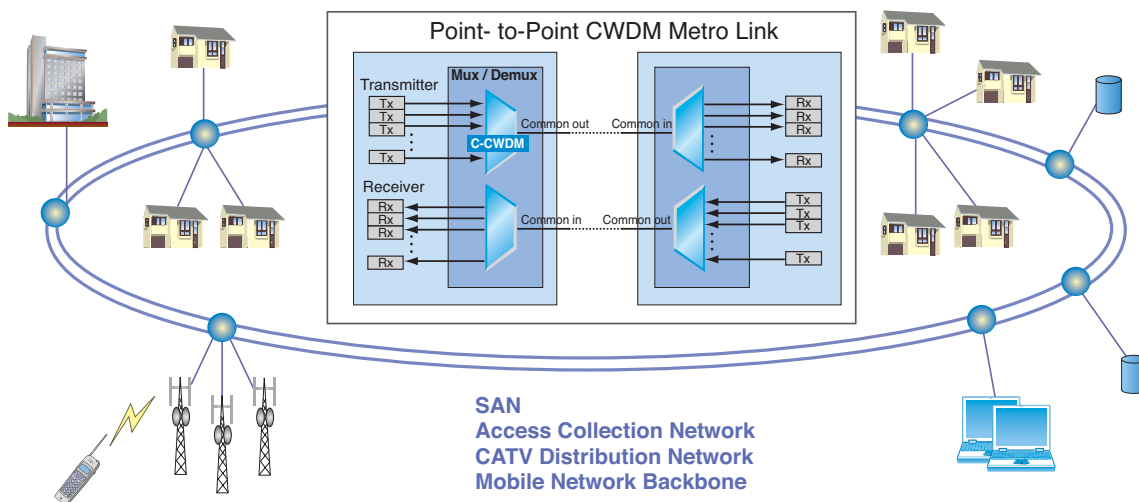 Point- to-Point CWDM Metro Link
Mux / Demux
Transmitter
Tx
Tx
Tx
Tx
C-CWDM
Common out
Common in
Rx
Rx
Rx
Rx
Receiver
Rx
Rx
Rx
Rx
Common in
Common out
Tx
Tx
Tx
Tx
SAN
Access Collection Network
CATV Distribution Network
Mobile Network Backbone